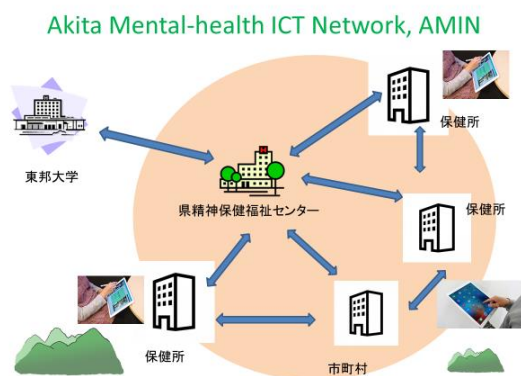 Akita Mental-health ICT Network, AMIN
保健所
東邦大学
県精神保健福祉センター
保健所
保健所
市町村